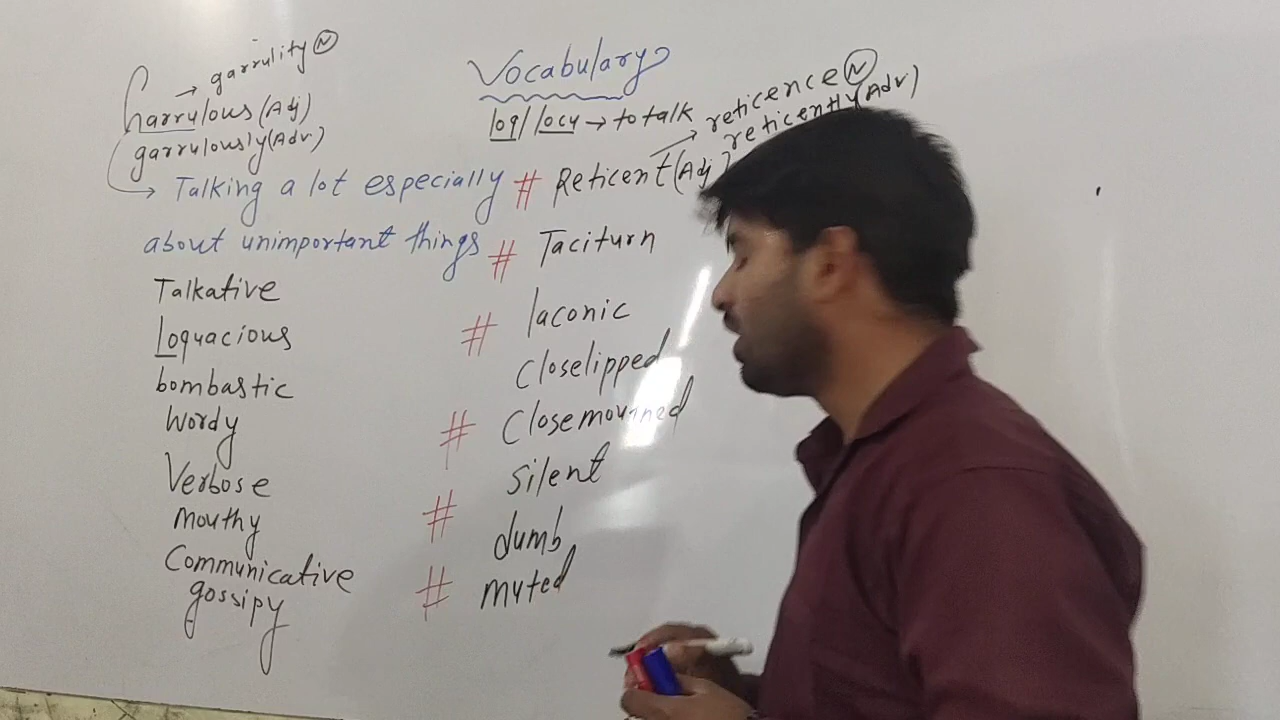 Vocabulary
log/locy → to talk
→ garrulity (N)
Garrulous (Adj)
garrulously (Adv)
→ Talking a lot especially
about unimportant things
Talkative
Loquacious
bombastic
Wordy
Verbose
Mouthy
Communicative
gossipy
→ reticence (N)
reticently (Adv)
# Reticent (Adj)
# Taciturn
# laconic
Closelipped
# Closemourned
silent
# dumb
# muted